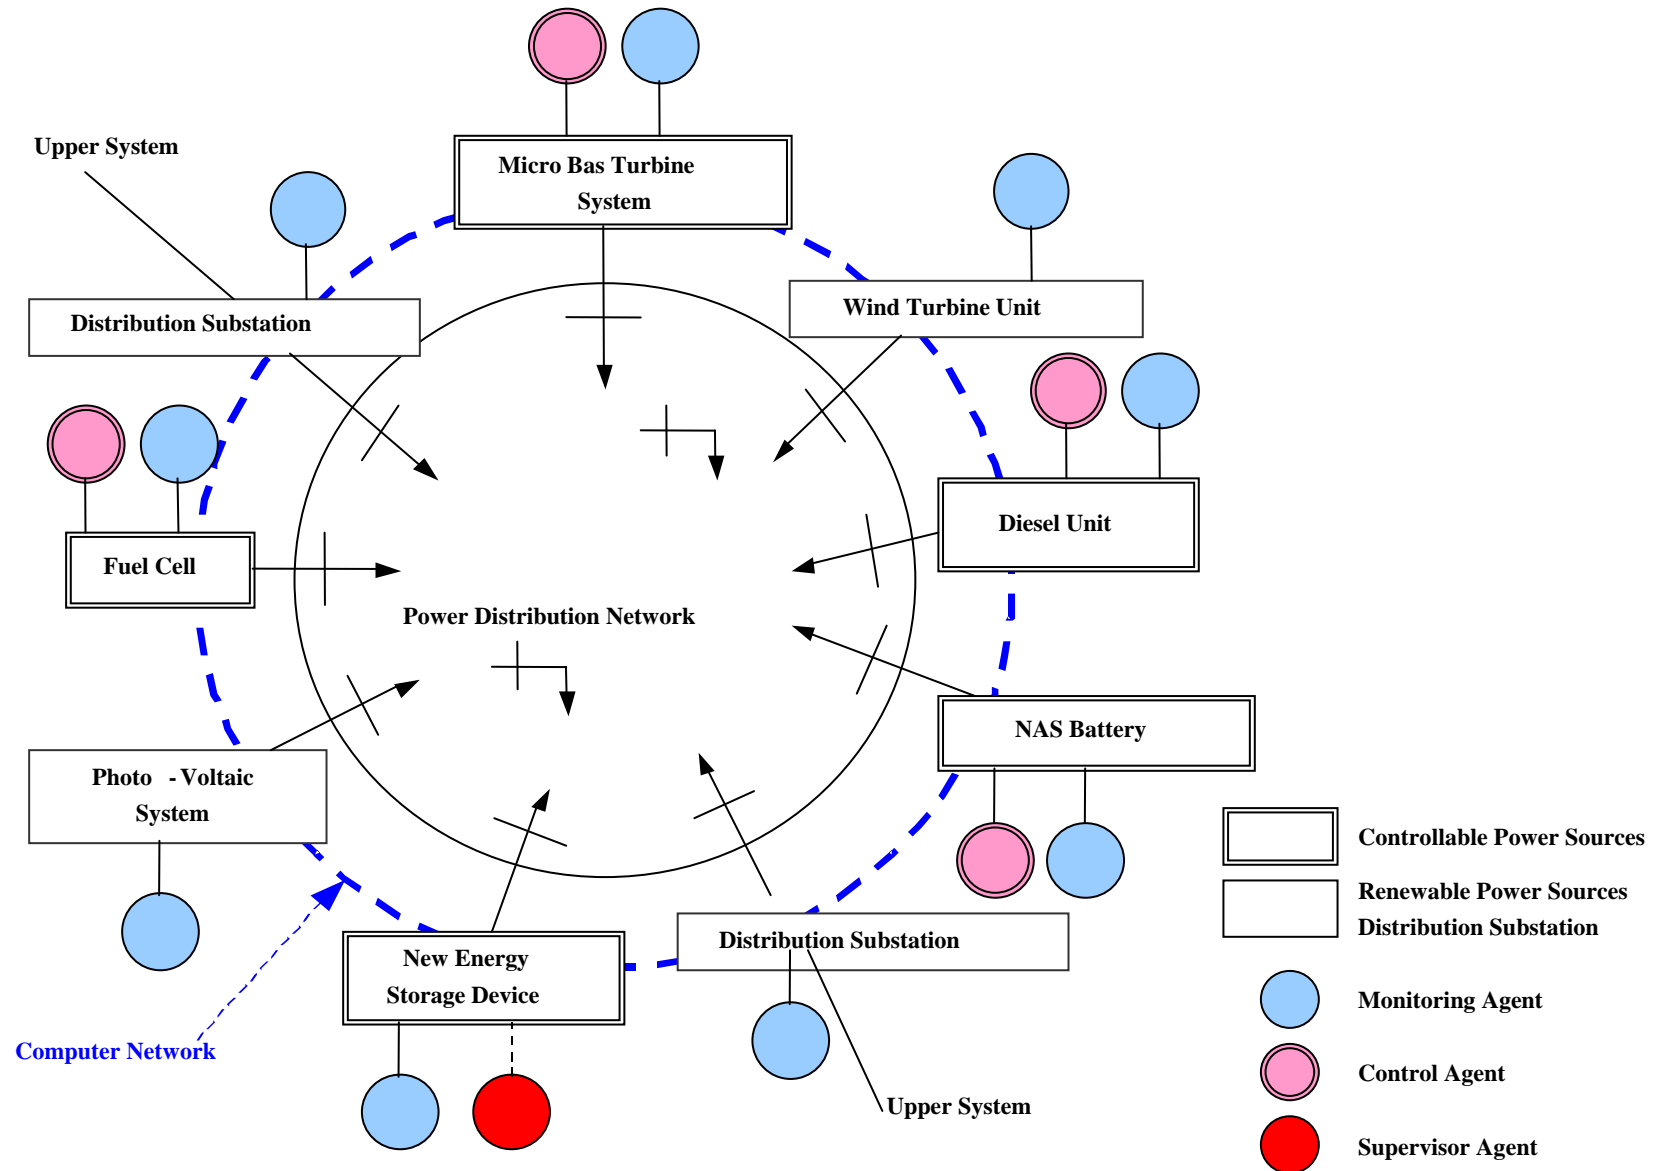 Upper System
Micro Bas Turbine
System
Distribution Substation
Wind Turbine Unit
Fuel Cell
Diesel Unit
Power Distribution Network
NAS Battery
Photo - Voltaic
System
New Energy
Storage Device
Distribution Substation
Computer Network
Upper System
Controllable Power Sources
Renewable Power Sources
Distribution Substation
Monitoring Agent
Control Agent
Supervisor Agent